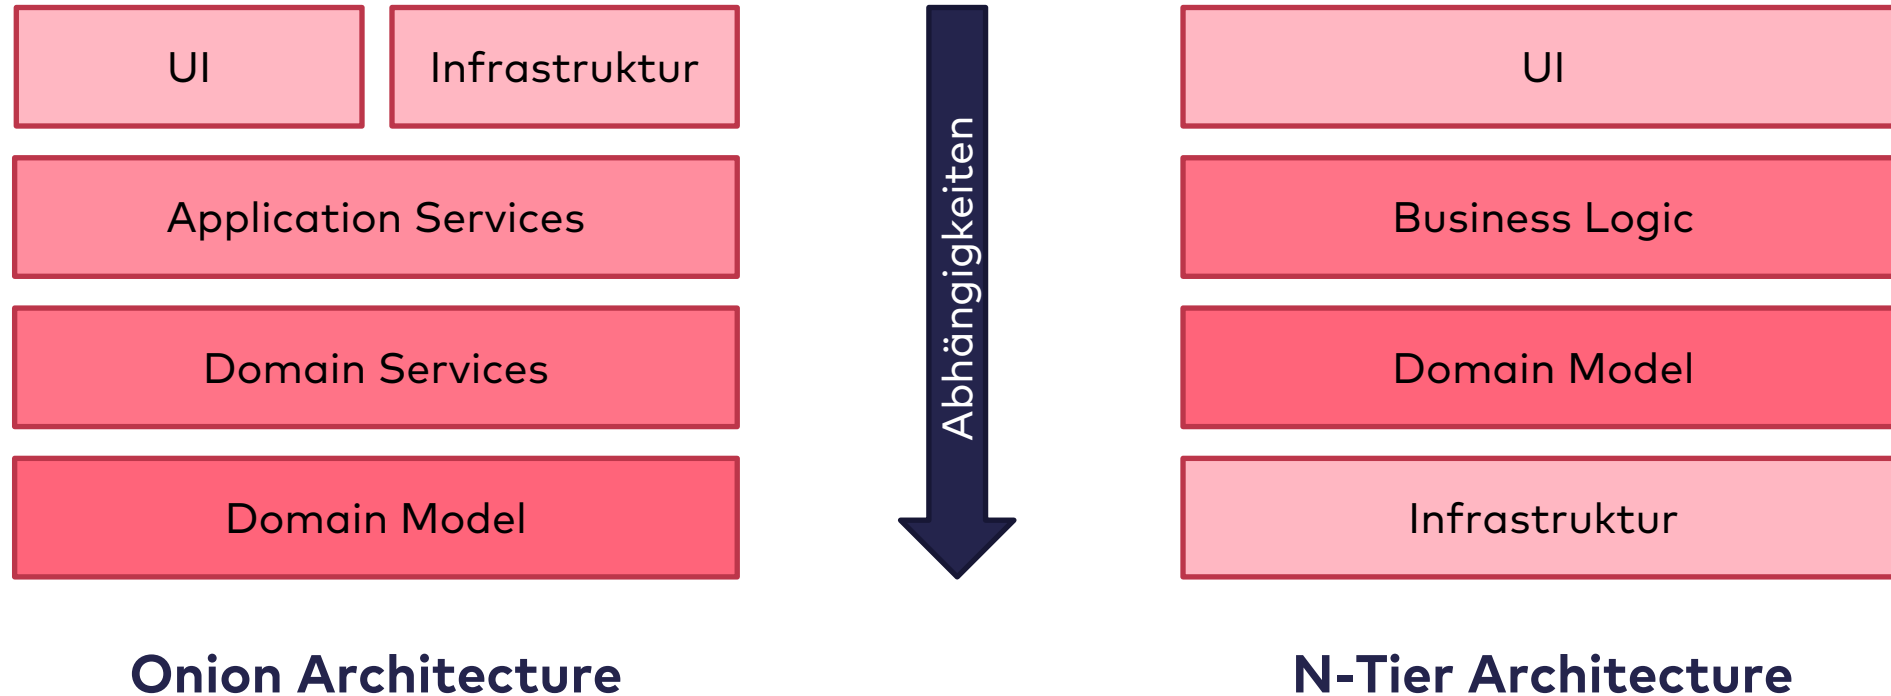 UI
Infrastruktur
Application Services
Domain Services
Domain Model
Onion Architecture
Abhängigkeiten
UI
Business Logic
Domain Model
Infrastruktur
N-Tier Architecture